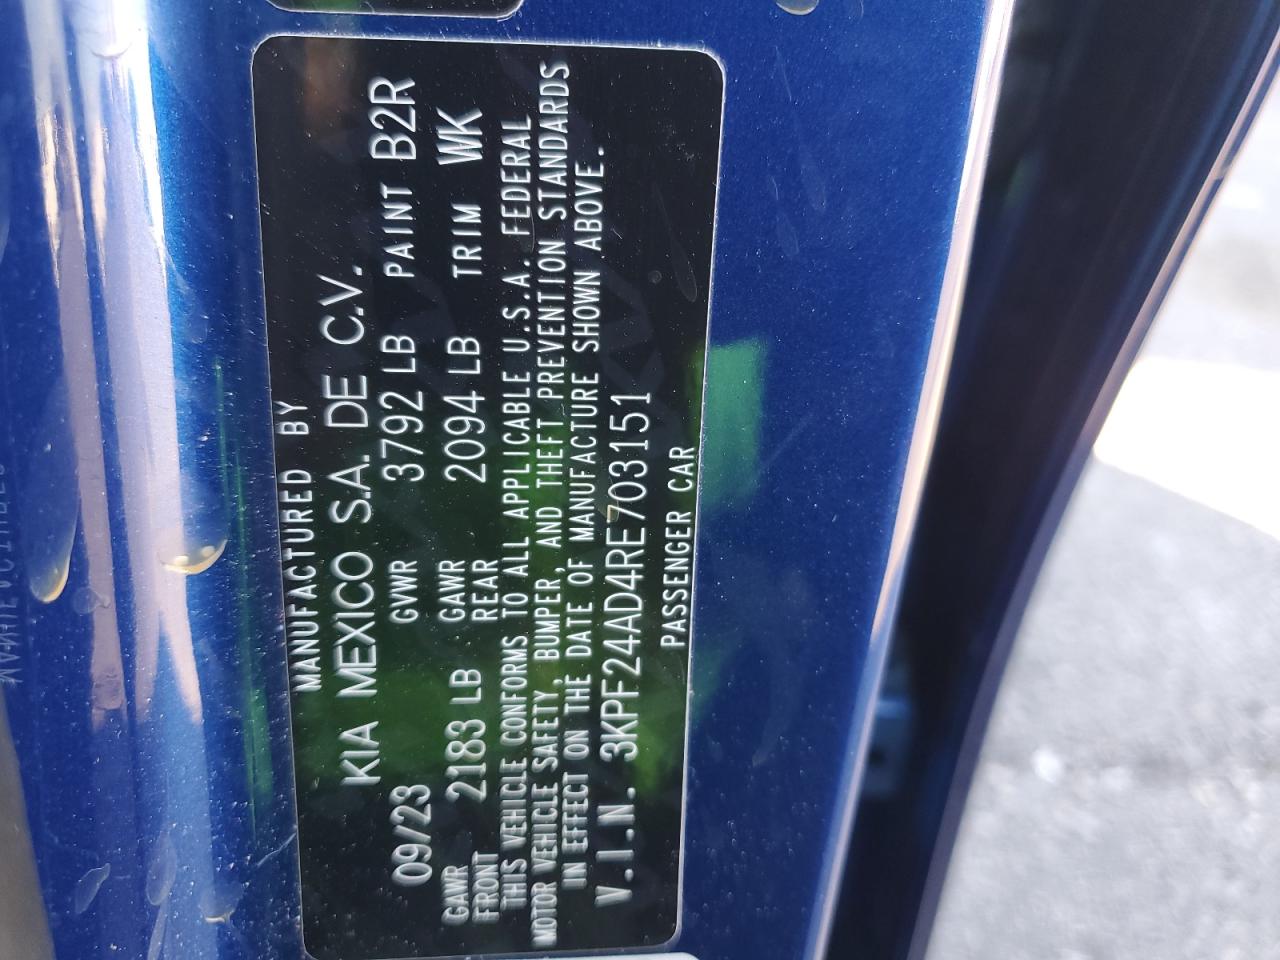 MANUFACTURED BY
KIA MEXICO S.A. DE C.V.
09/23 GVWR 3792 LB PAINT B2R
GAWR FRONT 2183 LB GAWR REAR 2094 LB TRIM WK
THIS VEHICLE CONFORMS TO ALL APPLICABLE U.S.A. FEDERAL
MOTOR VEHICLE SAFETY, BUMPER, AND THEFT PREVENTION STANDARDS
IN EFFECT ON THE DATE OF MANUFACTURE SHOWN ABOVE.
V.I.N. 3KPF24AD4RE703151
PASSENGER CAR